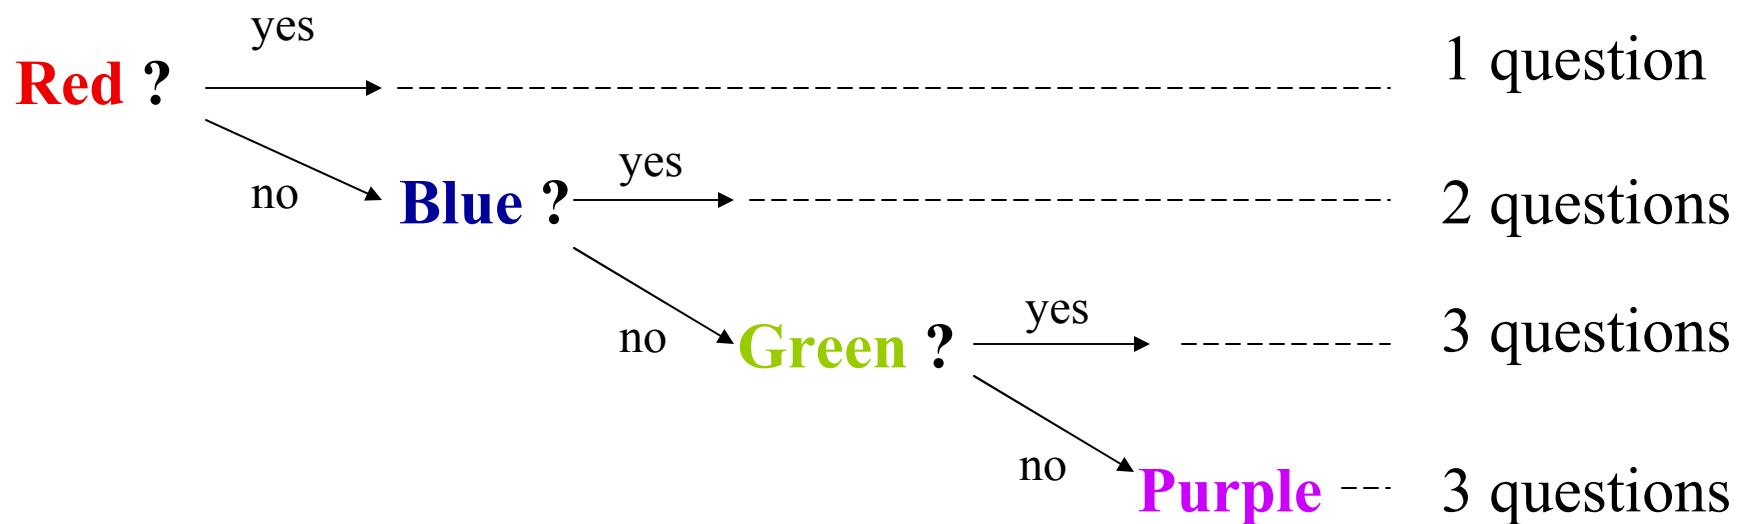 yes
Red ?
1 question
no
Blue ?
yes
2 questions
no
Green ?
yes
3 questions
no
Purple
3 questions